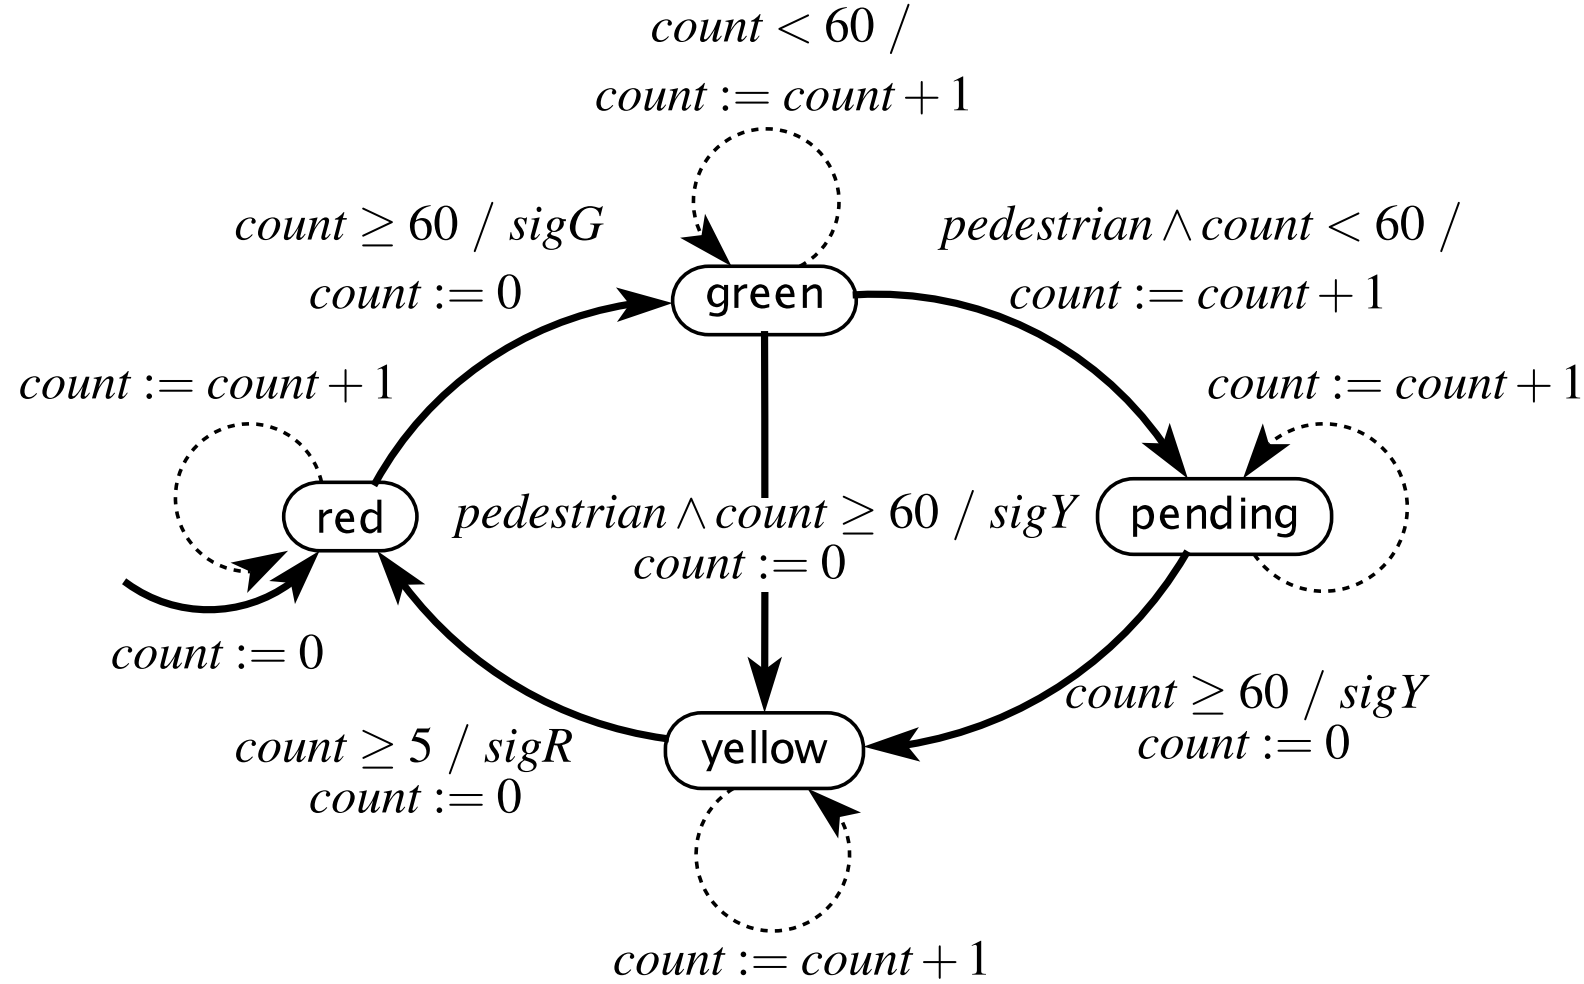 count < 60 /
count := count + 1
count ≥ 60 / sigG
count := 0
pedestrian ∧ count < 60 /
count := count + 1
green
count := count + 1
count := count + 1
red
pedestrian ∧ count ≥ 60 / sigY
count := 0
pending
count := 0
count ≥ 5 / sigR
count := 0
yellow
count ≥ 60 / sigY
count := 0
count := count + 1